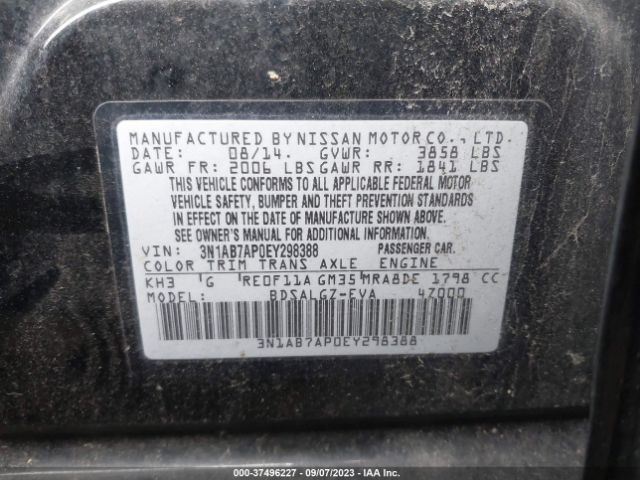 MANUFACTURED BY NISSAN MOTOR CO., LTD.
DATE: 08/14. GVWR: 3858 LBS
GAWR FR: 2006 LBS GAWR RR: 1841 LBS
THIS VEHICLE CONFORMS TO ALL APPLICABLE FEDERAL MOTOR
VEHICLE SAFETY, BUMPER AND THEFT PREVENTION STANDARDS
IN EFFECT ON THE DATE OF MANUFACTURE SHOWN ABOVE.
SEE OWNER'S MANUAL FOR ADDITIONAL INFORMATION.
VIN: 3N1AB7AP0EY298388 PASSENGER CAR.
COLOR TRIM TRANS AXLE ENGINE
KH3 G RE0F11A GM35 MRA8DE 1798 CC
MODEL: BDSALGZ-EVA 4Z000
3N1AB7AP0EY298388
000-37496227 - 09/07/2023 - IAA Inc.